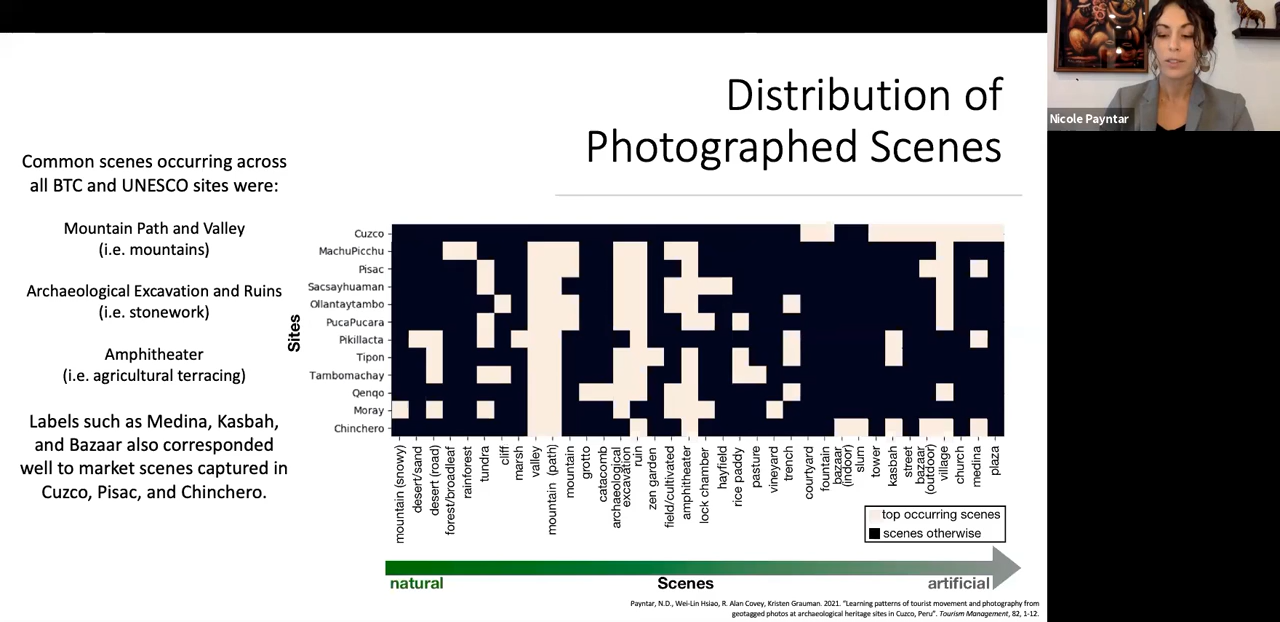 Distribution of
Photographed Scenes
Nicole Payntar
Common scenes occurring across
all BTC and UNESCO sites were:
Mountain Path and Valley
(i.e. mountains)
Archaeological Excavation and Ruins
(i.e. stonework)
Amphitheater
(i.e. agricultural terracing)
Labels such as Medina, Kasbah,
and Bazaar also corresponded
well to market scenes captured in
Cuzco, Pisac, and Chinchero.
Sites
Cuzco
MachuPicchu
Pisac
Sacsayhuaman
Ollantaytambo
PucaPucara
Pikillacta
Tipon
Tambomachay
Qenqo
Moray
Chinchero
mountain (snowy)
desert/sand
desert (road)
forest/broadleaf
rainforest
tundra
cliff
marsh
valley
mountain (path)
mountain
grotto
catacomb
archaeological
excavation
ruin
zen garden
field/cultivated
amphitheater
lock chamber
hayfield
rice paddy
pasture
vineyard
trench
courtyard
fountain
bazaar
(indoor)
slum
tower
kasbah
street
bazaar
(outdoor)
village
church
medina
plaza
top occurring scenes
scenes otherwise
natural
Scenes
artificial
Payntar, N.D., Wei-Lin Hsiao, R. Alan Covey, Kristen Grauman. 2021. "Learning patterns of tourist movement and photography from
geotagged photos at archaeological heritage sites in Cuzco, Peru". Tourism Management, 82, 1-12.